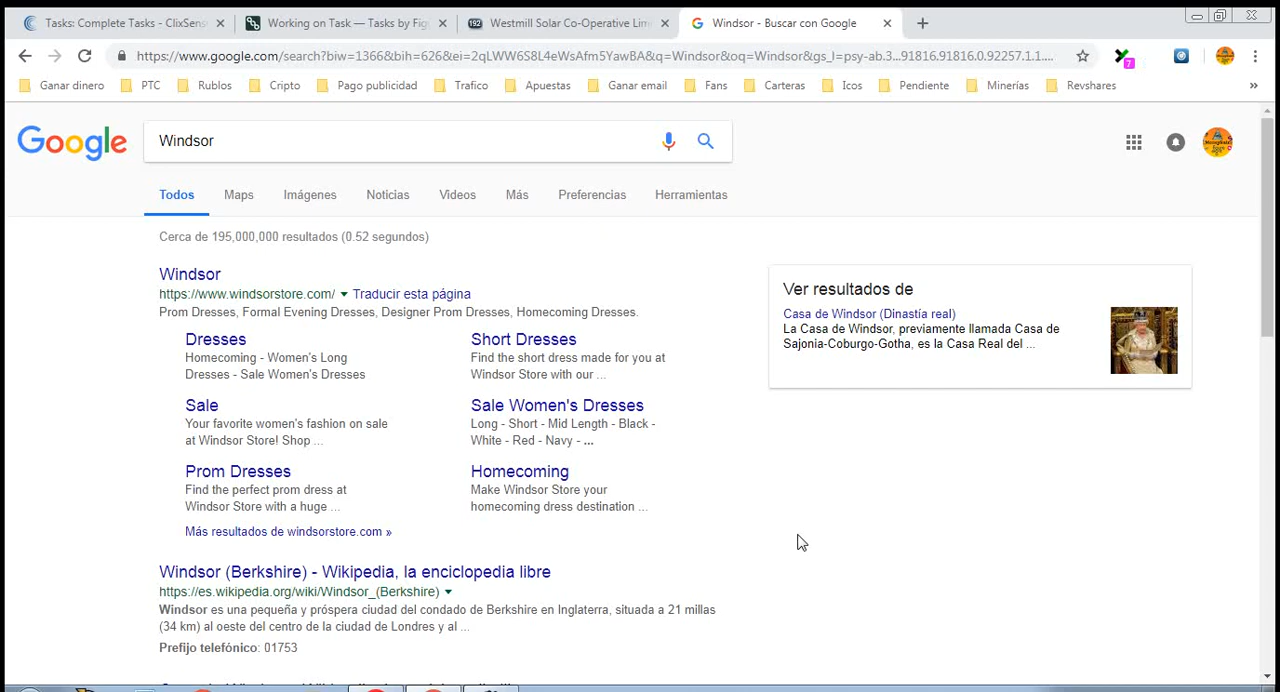 Tasks: Complete Tasks - ClixSens
Working on Task — Tasks by Figu
Westmill Solar Co-Operative Lim
Windsor - Buscar con Google
https://www.google.com/search?biw=1366&bih=626&ei=2qLWW6S8L4eWsAfm5YawBA&q=Windsor&oq=Windsor&gs_l=psy-ab.3...91816.91816.0.92257.1.1....
7
Ganar dinero
PTC
Rublos
Cripto
Pago publicidad
Trafico
Apuestas
Ganar email
Fans
Carteras
Icos
Pendiente
Minerías
Revshares
»
Google
Windsor
Todos
Maps
Imágenes
Noticias
Videos
Más
Preferencias
Herramientas
Cerca de 195,000,000 resultados (0.52 segundos)
Windsor
https://www.windsorstore.com/ Traducir esta página
Prom Dresses, Formal Evening Dresses, Designer Prom Dresses, Homecoming Dresses.
Dresses
Homecoming - Women's Long
Dresses - Sale Women's Dresses
Short Dresses
Find the short dress made for you at
Windsor Store with our ...
Sale
Your favorite women's fashion on sale
at Windsor Store! Shop ...
Sale Women's Dresses
Long - Short - Mid Length - Black -
White - Red - Navy - ...
Prom Dresses
Find the perfect prom dress at
Windsor Store with a huge ...
Homecoming
Make Windsor Store your
homecoming dress destination ...
Más resultados de windsorstore.com »
Windsor (Berkshire) - Wikipedia, la enciclopedia libre
https://es.wikipedia.org/wiki/Windsor_(Berkshire)
Windsor es una pequeña y próspera ciudad del condado de Berkshire en Inglaterra, situada a 21 millas
(34 km) al oeste del centro de la ciudad de Londres y al ...
Prefijo telefónico: 01753
Ver resultados de
Casa de Windsor (Dinastía real)
La Casa de Windsor, previamente llamada Casa de
Sajonia-Coburgo-Gotha, es la Casa Real del ...